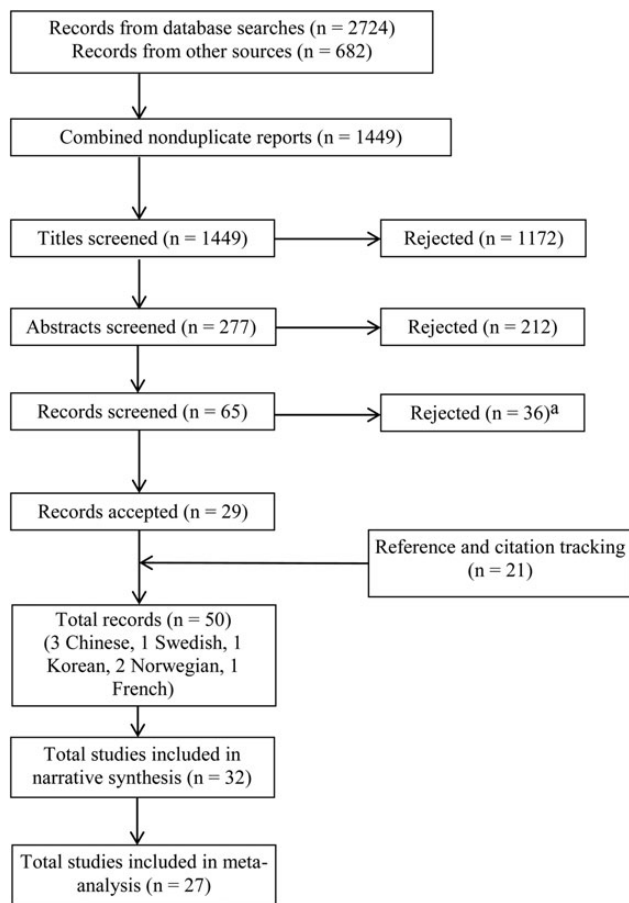 Records from database searches (n = 2724)
Records from other sources (n = 682)
Combined nonduplicate reports (n = 1449)
Titles screened (n = 1449)
Rejected (n = 1172)
Abstracts screened (n = 277)
Rejected (n = 212)
Records screened (n = 65)
Rejected (n = 36)a
Records accepted (n = 29)
Reference and citation tracking
(n = 21)
Total records (n = 50)
(3 Chinese, 1 Swedish, 1
Korean, 2 Norwegian, 1
French)
Total studies included in
narrative synthesis (n = 32)
Total studies included in meta-
analysis (n = 27)